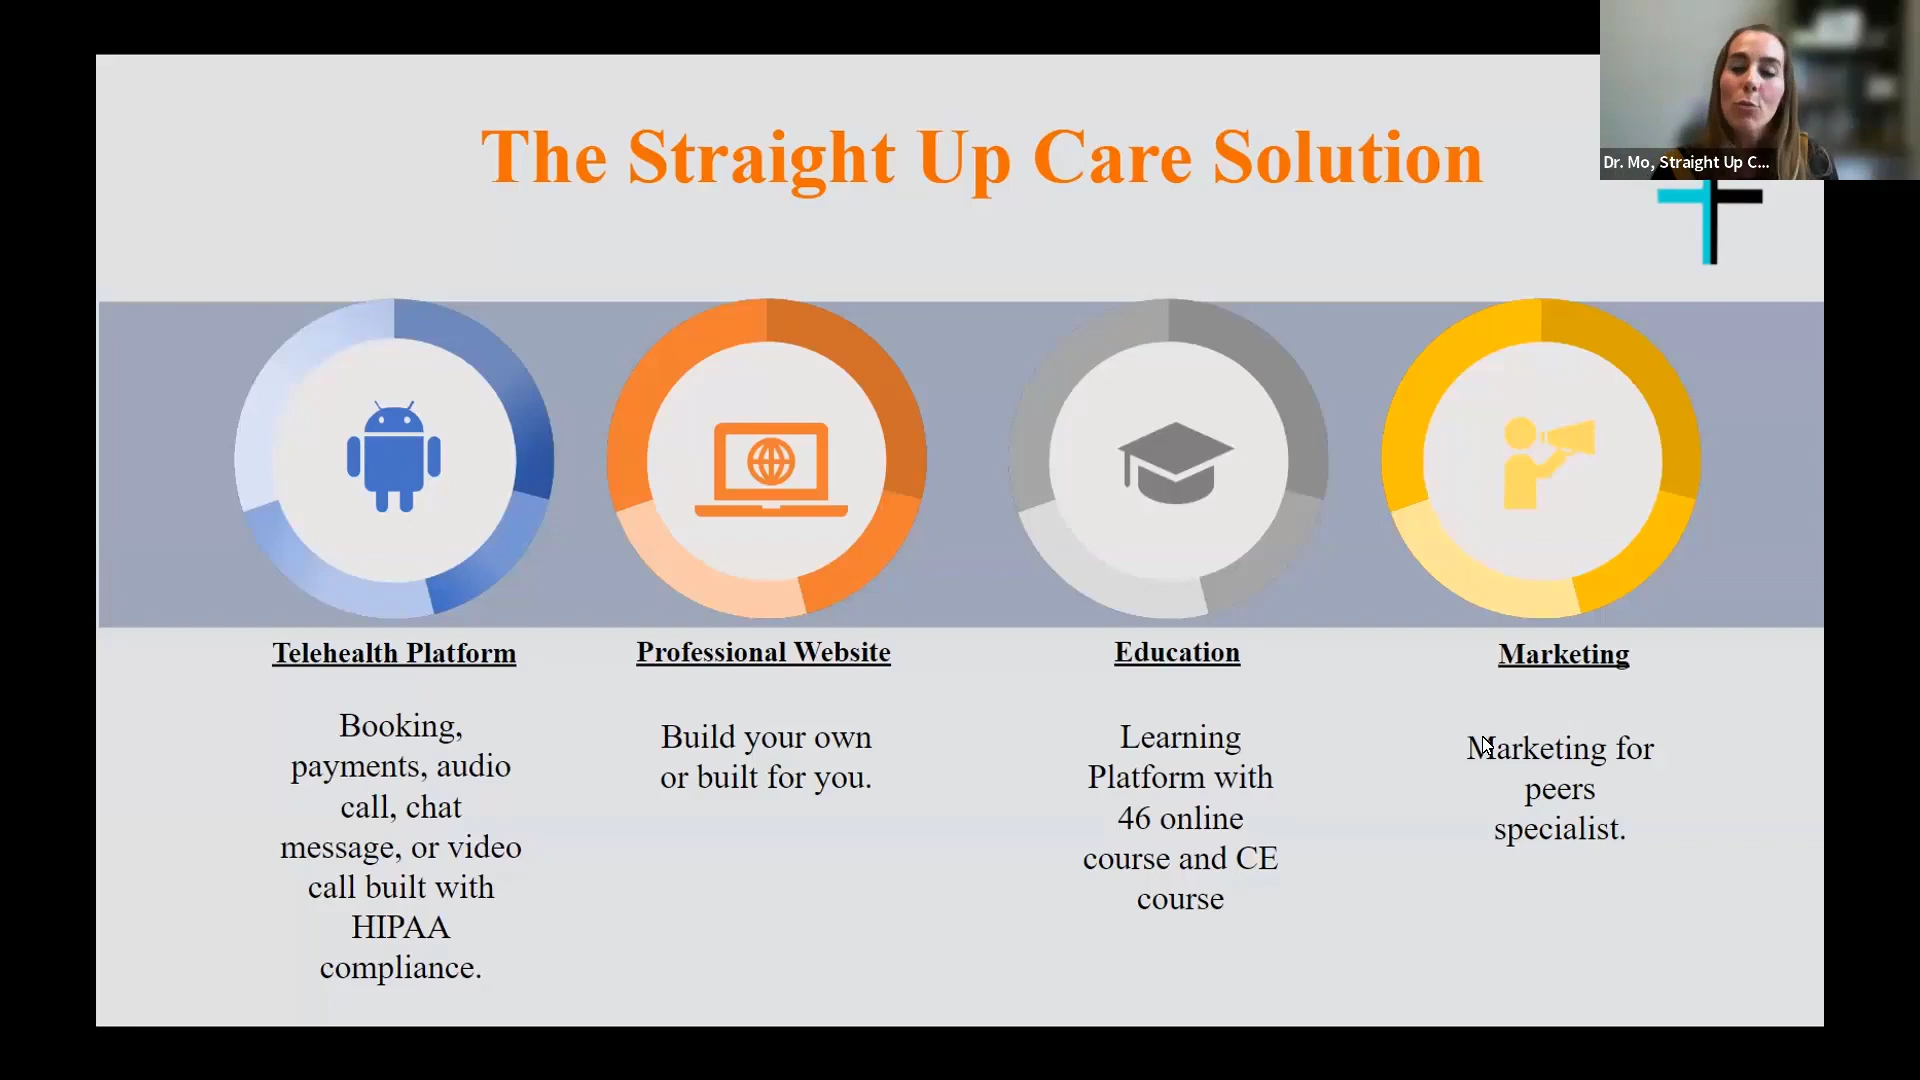 The Straight Up Care Solution
Dr. Mo, Straight Up C...
Telehealth Platform
Booking,
payments, audio
call, chat
message, or video
call built with
HIPAA
compliance.
Professional Website
Build your own
or built for you.
Education
Learning
Platform with
46 online
course and CE
course
Marketing
Marketing for
peers
specialist.